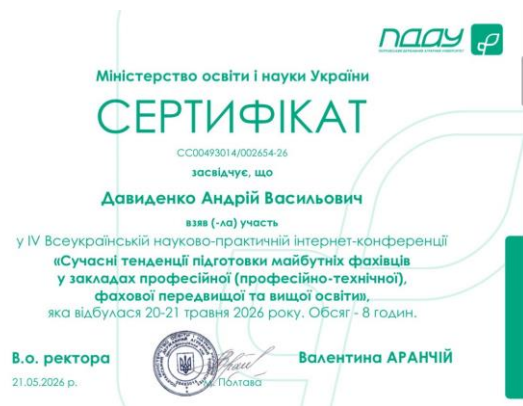 ПДАУ
Міністерство освіти і науки України
СЕРТИФІКАТ
СС00493014/002654-26
засвідчує, що
Давиденко Андрій Васильович
взяв (-ла) участь
у IV Всеукраїнській науково-практичній інтернет-конференції
«Сучасні тенденції підготовки майбутніх фахівців
у закладах професійної (професійно-технічної),
фахової передвищої та вищої освіти»,
яка відбулася 20-21 травня 2026 року. Обсяг - 8 годин.
В.о. ректора
Валентина АРАНЧІЙ
21.05.2026 р.
м. Полтава